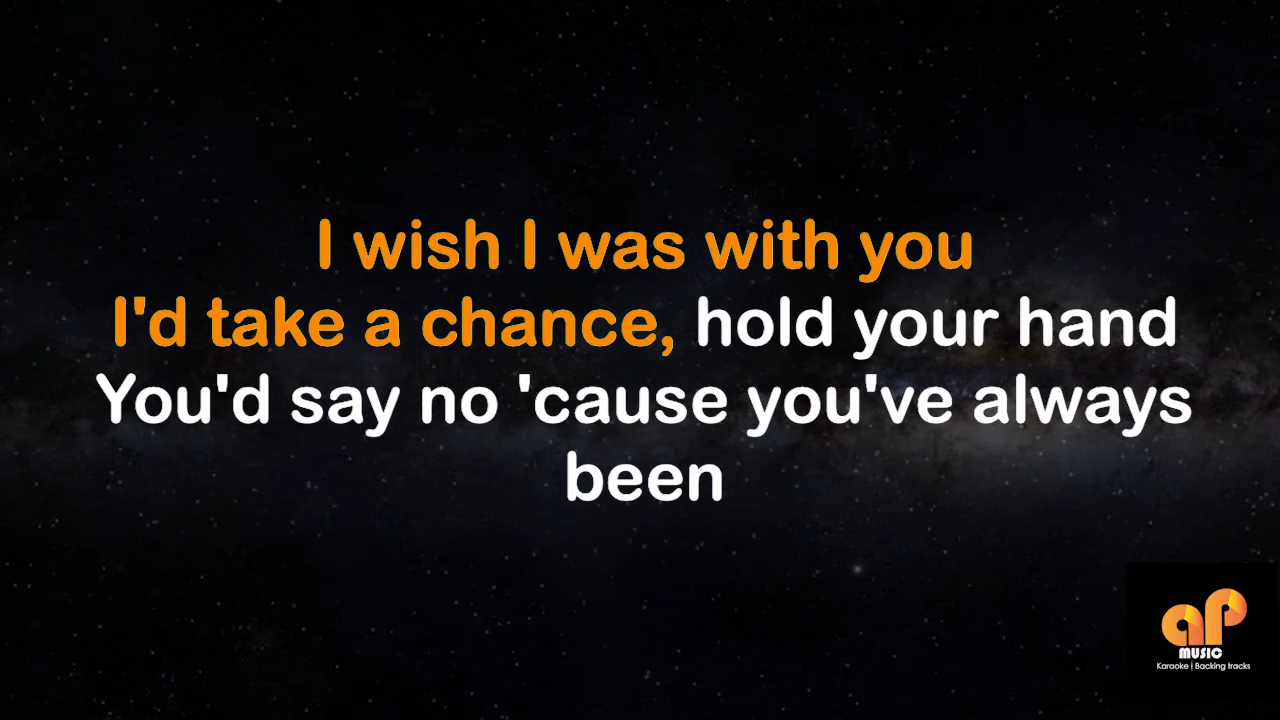 I wish I was with you
I'd take a chance, hold your hand
You'd say no 'cause you've always
been
ap
MUSIC
Karaoke | Backing tracks